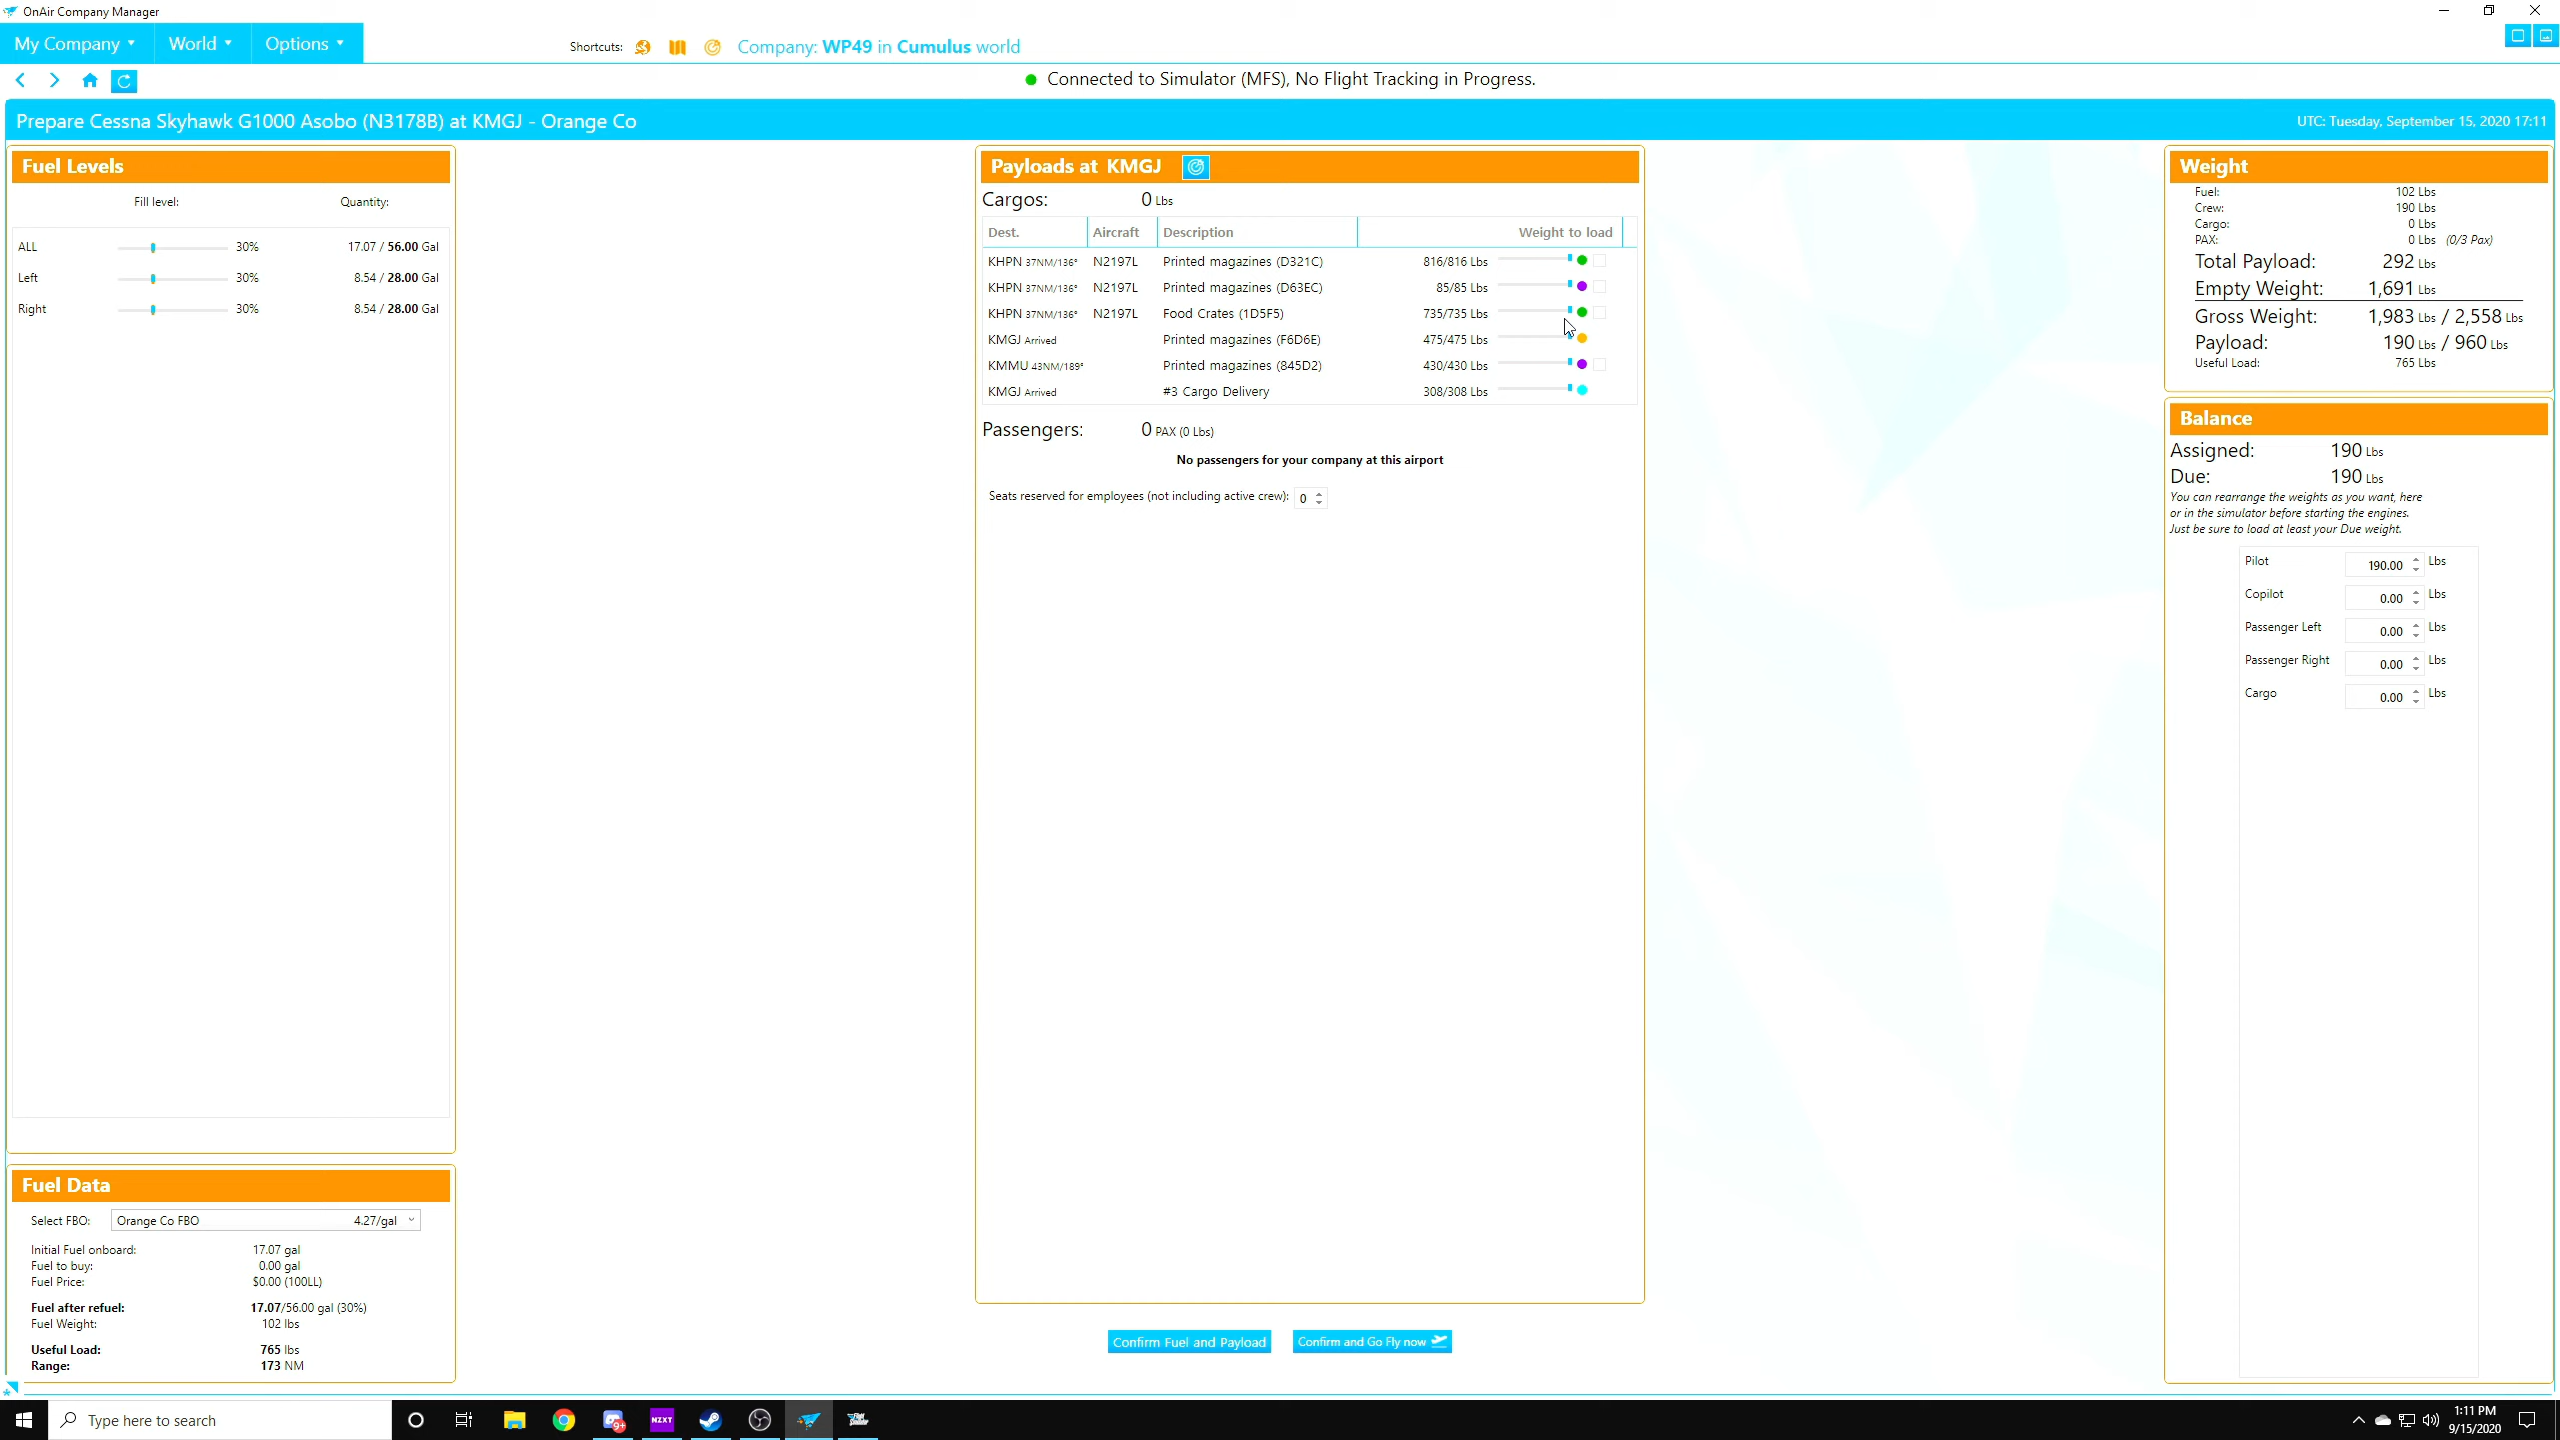 OnAir Company Manager
My Company World Options
Shortcuts: Company: WP49 in Cumulus world
Connected to Simulator (MFS), No Flight Tracking in Progress.
Prepare Cessna Skyhawk G1000 Asobo (N3178B) at KMGJ - Orange Co
UTC: Tuesday, September 15, 2020 17:11
Fuel Levels
Fill level: Quantity:
ALL 30% 17.07 / 56.00 Gal
Left 30% 8.54 / 28.00 Gal
Right 30% 8.54 / 28.00 Gal
Fuel Data
Select FBO: Orange Co FBO 4.27/gal
Initial Fuel onboard: 17.07 gal
Fuel to buy: 0.00 gal
Fuel Price: $0.00 (100LL)
Fuel after refuel: 17.07/56.00 gal (30%)
Fuel Weight: 102 lbs
Useful Load: 765 lbs
Range: 173 NM
Payloads at KMGJ
Cargos: 0 Lbs
Dest. Aircraft Description Weight to load
KHPN 37NM/136° N2197L Printed magazines (D321C) 816/816 Lbs
KHPN 37NM/136° N2197L Printed magazines (D63EC) 85/85 Lbs
KHPN 37NM/136° N2197L Food Crates (1D5F5) 735/735 Lbs
KMGJ Arrived Printed magazines (F6D6E) 475/475 Lbs
KMMU 43NM/189° Printed magazines (845D2) 430/430 Lbs
KMGJ Arrived #3 Cargo Delivery 308/308 Lbs
Passengers: 0 PAX (0 Lbs)
No passengers for your company at this airport
Seats reserved for employees (not including active crew): 0
Confirm Fuel and Payload Confirm and Go Fly now
Weight
Fuel: 102 Lbs
Crew: 190 Lbs
Cargo: 0 Lbs
PAX: 0 Lbs (0/3 Pax)
Total Payload: 292 Lbs
Empty Weight: 1,691 Lbs
Gross Weight: 1,983 Lbs / 2,558 Lbs
Payload: 190 Lbs / 960 Lbs
Useful Load: 765 Lbs
Balance
Assigned: 190 Lbs
Due: 190 Lbs
You can rearrange the weights as you want, here
or in the simulator before starting the engines.
Just be sure to load at least your Due weight.
Pilot 190.00 Lbs
Copilot 0.00 Lbs
Passenger Left 0.00 Lbs
Passenger Right 0.00 Lbs
Cargo 0.00 Lbs
Type here to search
9+
NZXT
1:11 PM
9/15/2020